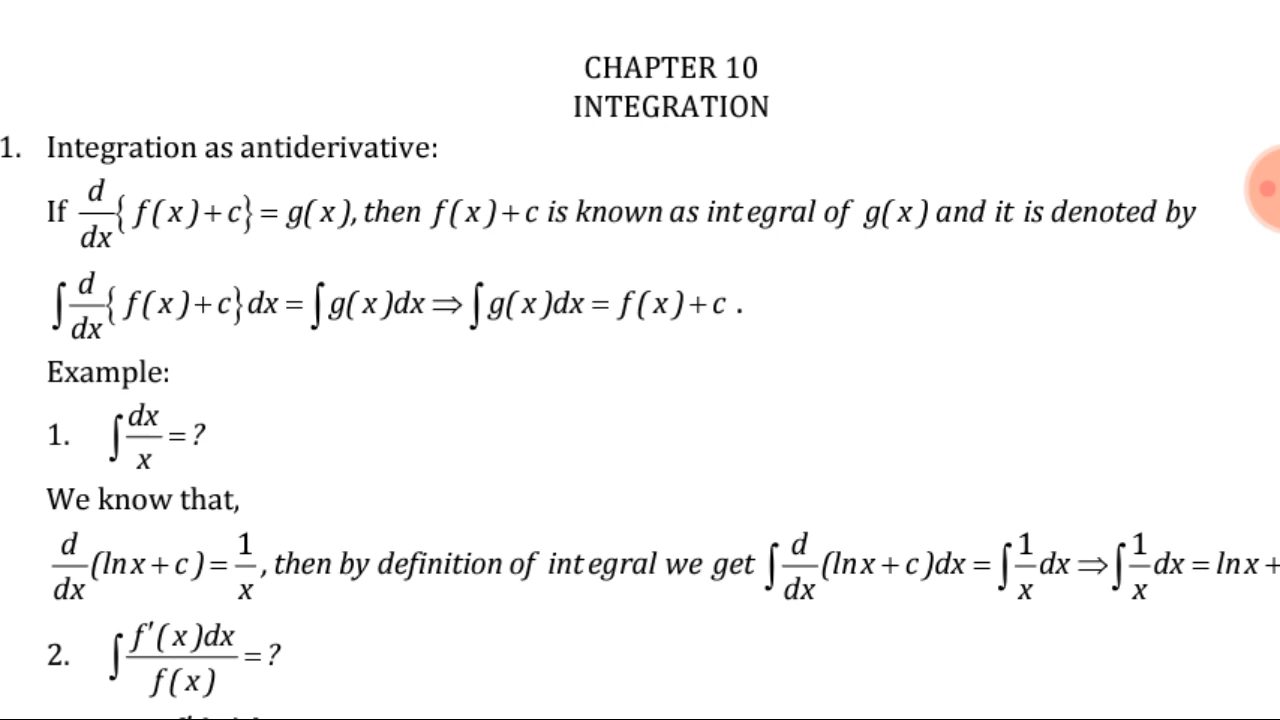 CHAPTER 10
INTEGRATION
1. Integration as antiderivative:
If d/dx{ f(x)+c} = g(x), then f(x)+c is known as integral of g(x) and it is denoted by
∫ d/dx{ f(x)+c}dx = ∫g(x)dx ⇒ ∫g(x)dx = f(x)+c .
Example:
1. ∫ dx/x = ?
We know that,
d/dx (lnx+c) = 1/x, then by definition of integral we get ∫ d/dx (lnx+c)dx = ∫ 1/x dx ⇒ ∫ 1/x dx = lnx+
2. ∫ f'(x)dx/f(x) = ?